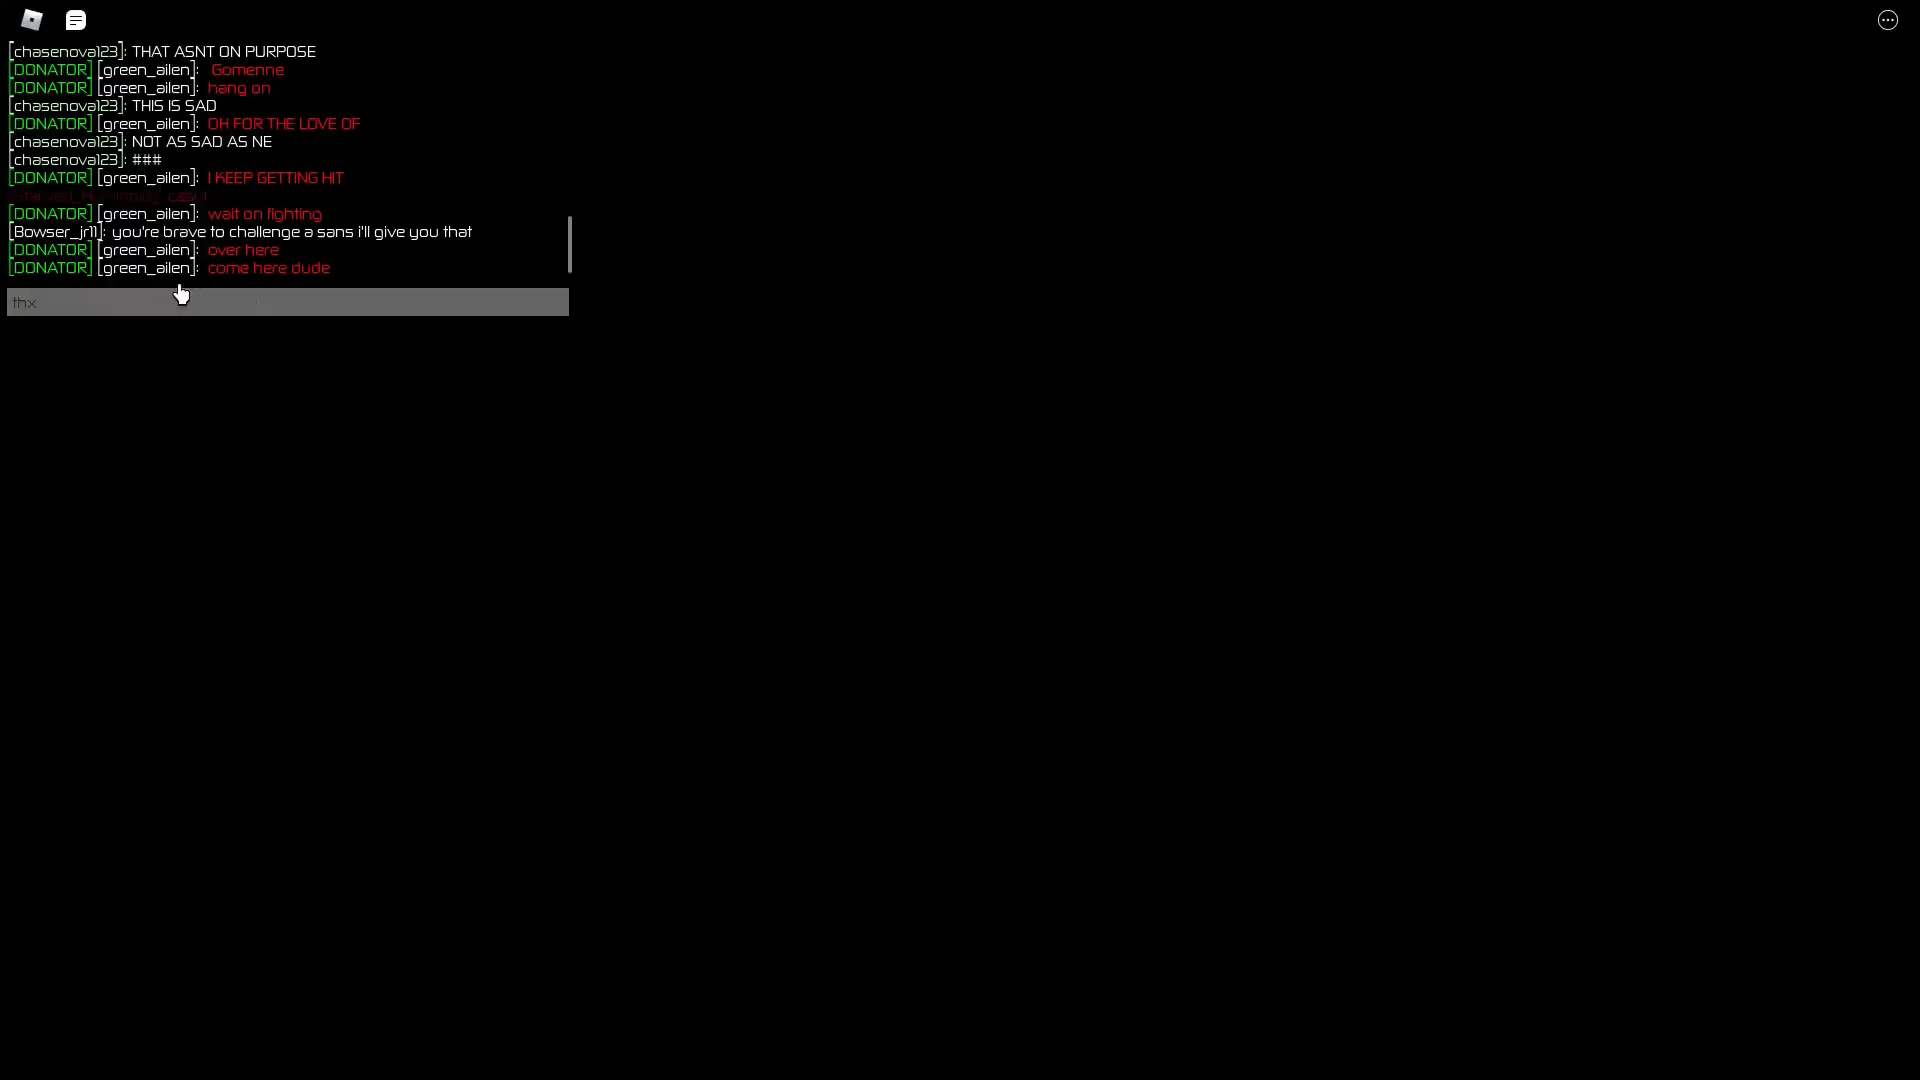 [chasenova123]: THAT ASNT ON PURPOSE
[DONATOR] [green_ailen]: Gomenne
[DONATOR] [green_ailen]: hang on
[chasenova123]: THIS IS SAD
[DONATOR] [green_ailen]: OH FOR THE LOVE OF
[chasenova123]: NOT AS SAD AS NE
[chasenova123]: ###
[DONATOR] [green_ailen]: I KEEP GETTING HIT
[DONATOR] [green_ailen]: wait on fighting
[Bowser_jr11]: you're brave to challenge a sans i'll give you that
[DONATOR] [green_ailen]: over here
[DONATOR] [green_ailen]: come here dude
thx